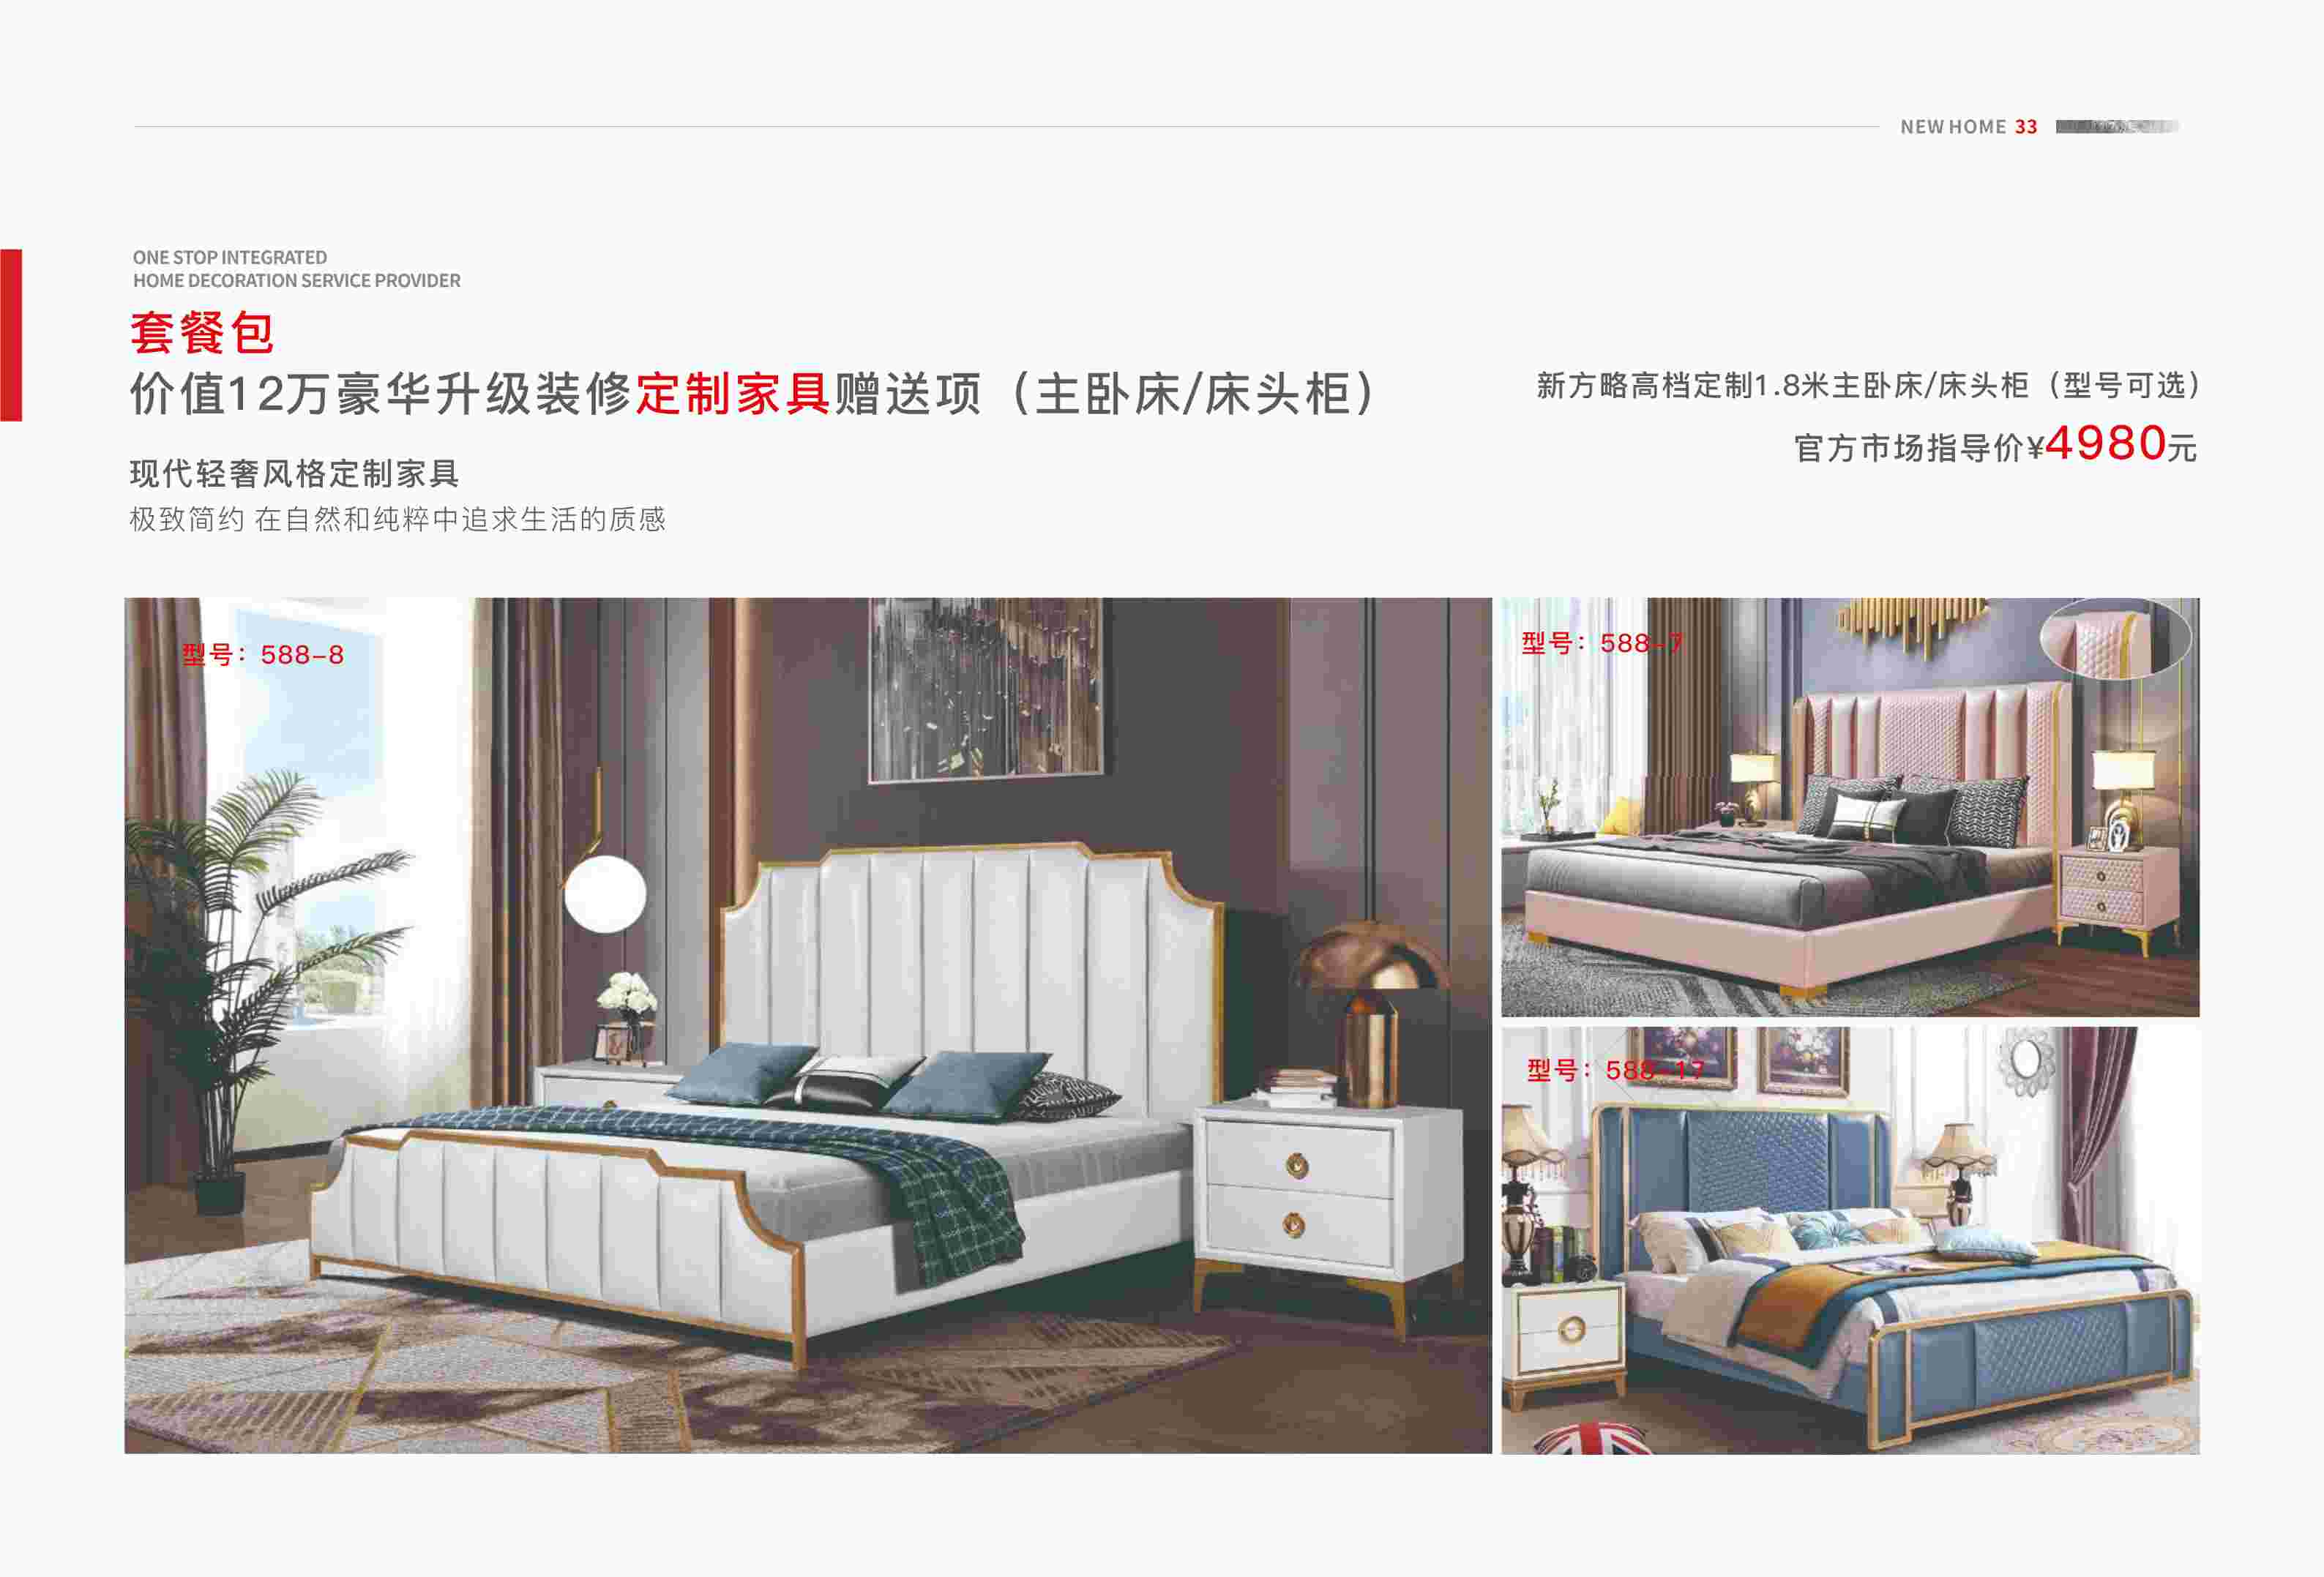 NEW HOME 33
ONE STOP INTEGRATED
HOME DECORATION SERVICE PROVIDER
套餐包
价值12万豪华升级装修定制家具赠送项（主卧床/床头柜）
新方略高档定制1.8米主卧床/床头柜（型号可选）
官方市场指导价¥4980元
现代轻奢风格定制家具
极致简约 在自然和纯粹中追求生活的质感
型号：588-8
型号：588-7
型号：588-17